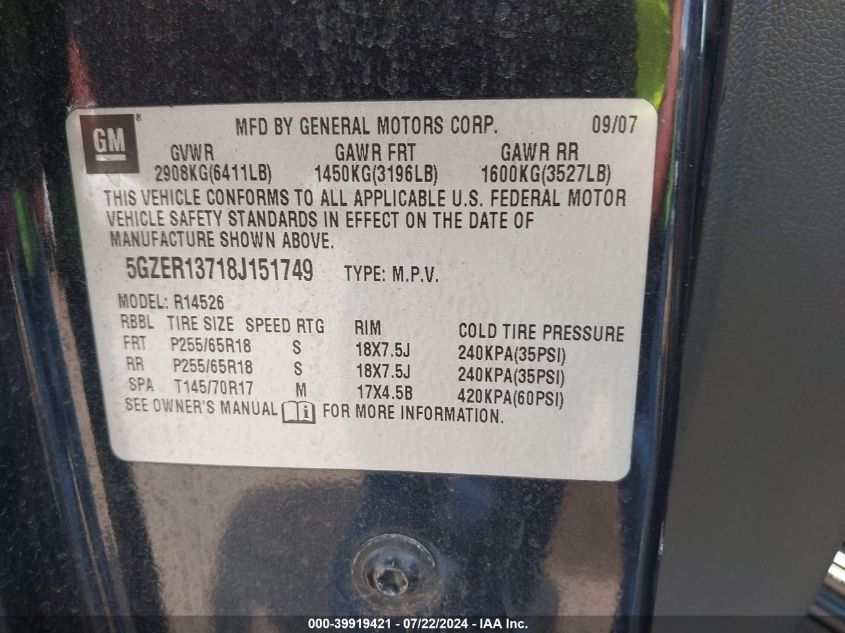 GM ® MFD BY GENERAL MOTORS CORP. 09/07
GVWR GAWR FRT GAWR RR
2908KG(6411LB) 1450KG(3196LB) 1600KG(3527LB)
THIS VEHICLE CONFORMS TO ALL APPLICABLE U.S. FEDERAL MOTOR
VEHICLE SAFETY STANDARDS IN EFFECT ON THE DATE OF
MANUFACTURE SHOWN ABOVE.
5GZER13718J151749 TYPE: M.P.V.
MODEL: R14526
RBBL TIRE SIZE SPEED RTG RIM COLD TIRE PRESSURE
FRT P255/65R18 S 18X7.5J 240KPA(35PSI)
RR P255/65R18 S 18X7.5J 240KPA(35PSI)
SPA T145/70R17 M 17X4.5B 420KPA(60PSI)
SEE OWNER'S MANUAL i FOR MORE INFORMATION.
000-39919421 - 07/22/2024 - IAA Inc.